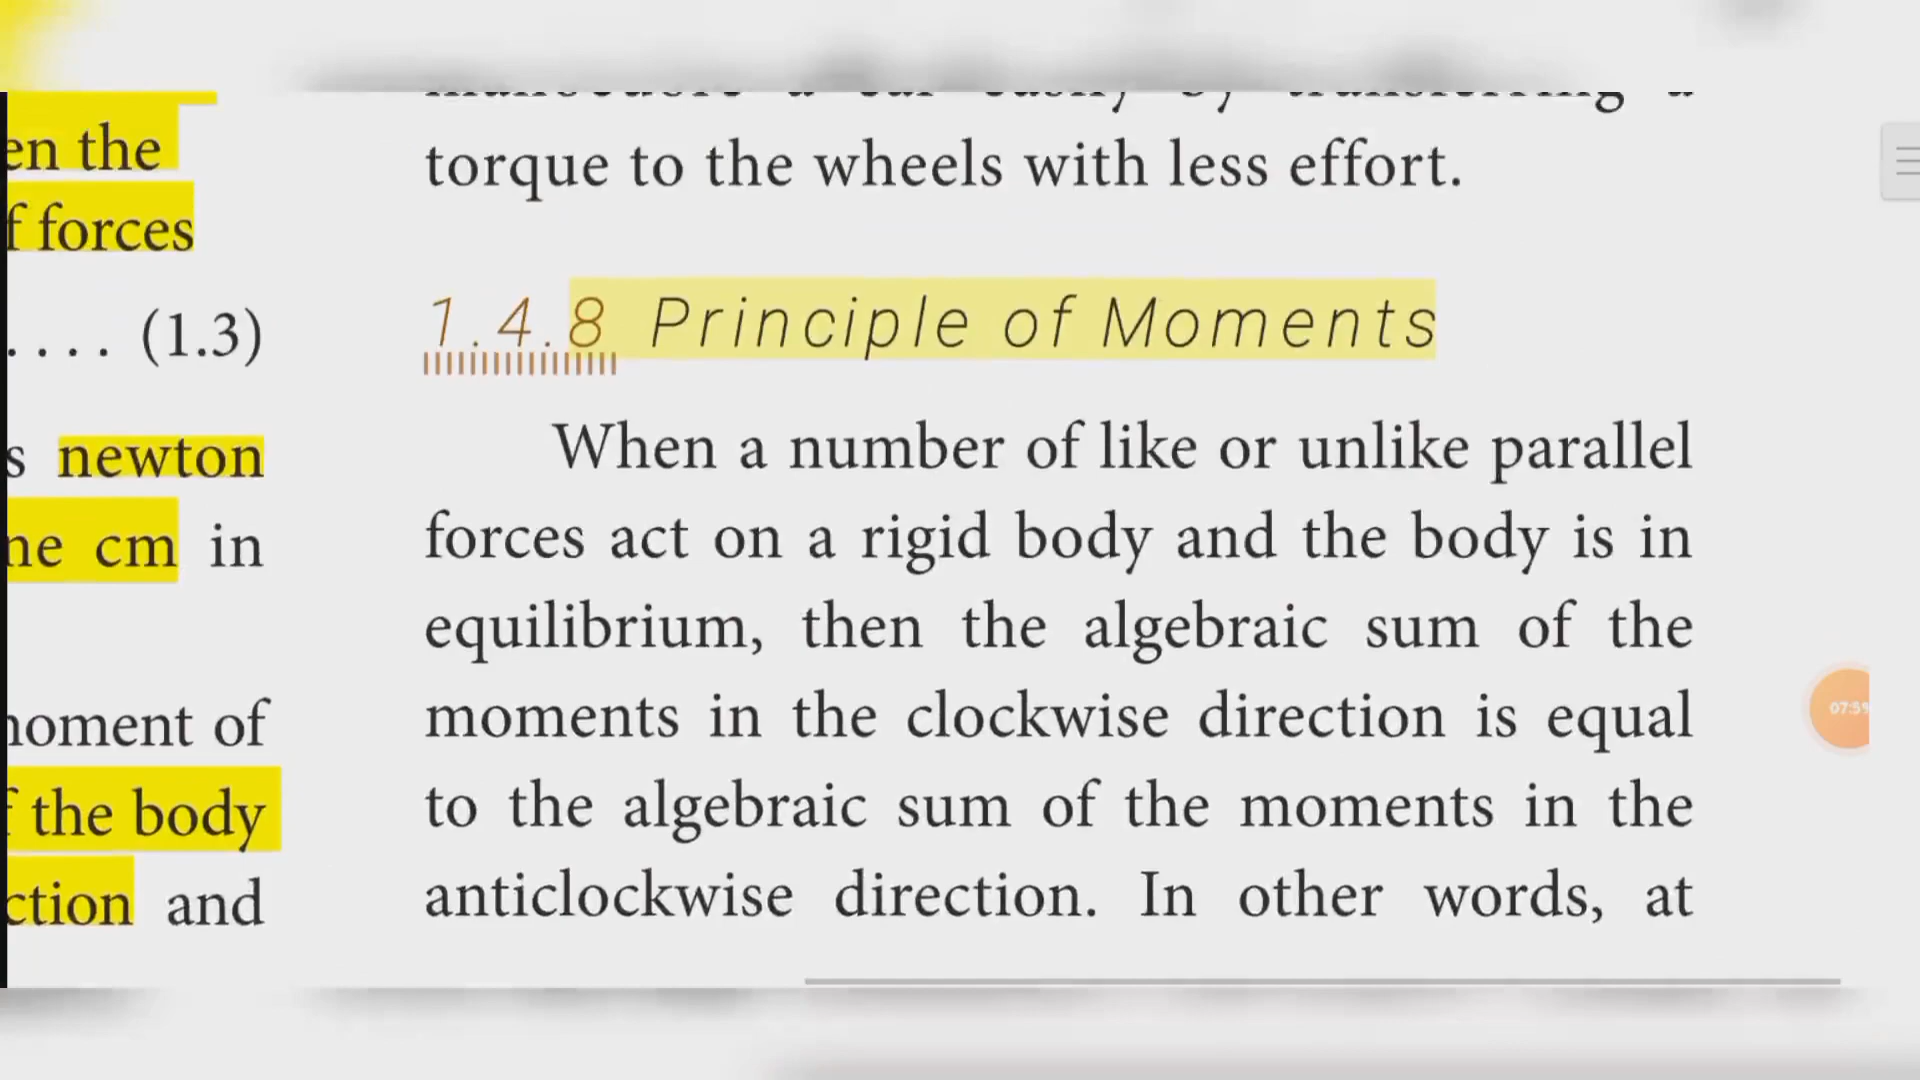 en the
f forces
. . . . (1.3)
s newton
cm in
of
f the body
and
torque to the wheels with less effort.
1.4.8 Principle of Moments
When a number of like or unlike parallel
forces act on a rigid body and the body is in
equilibrium, then the algebraic sum of the
moments in the clockwise direction is equal
to the algebraic sum of the moments in the
anticlockwise direction. In other words, at